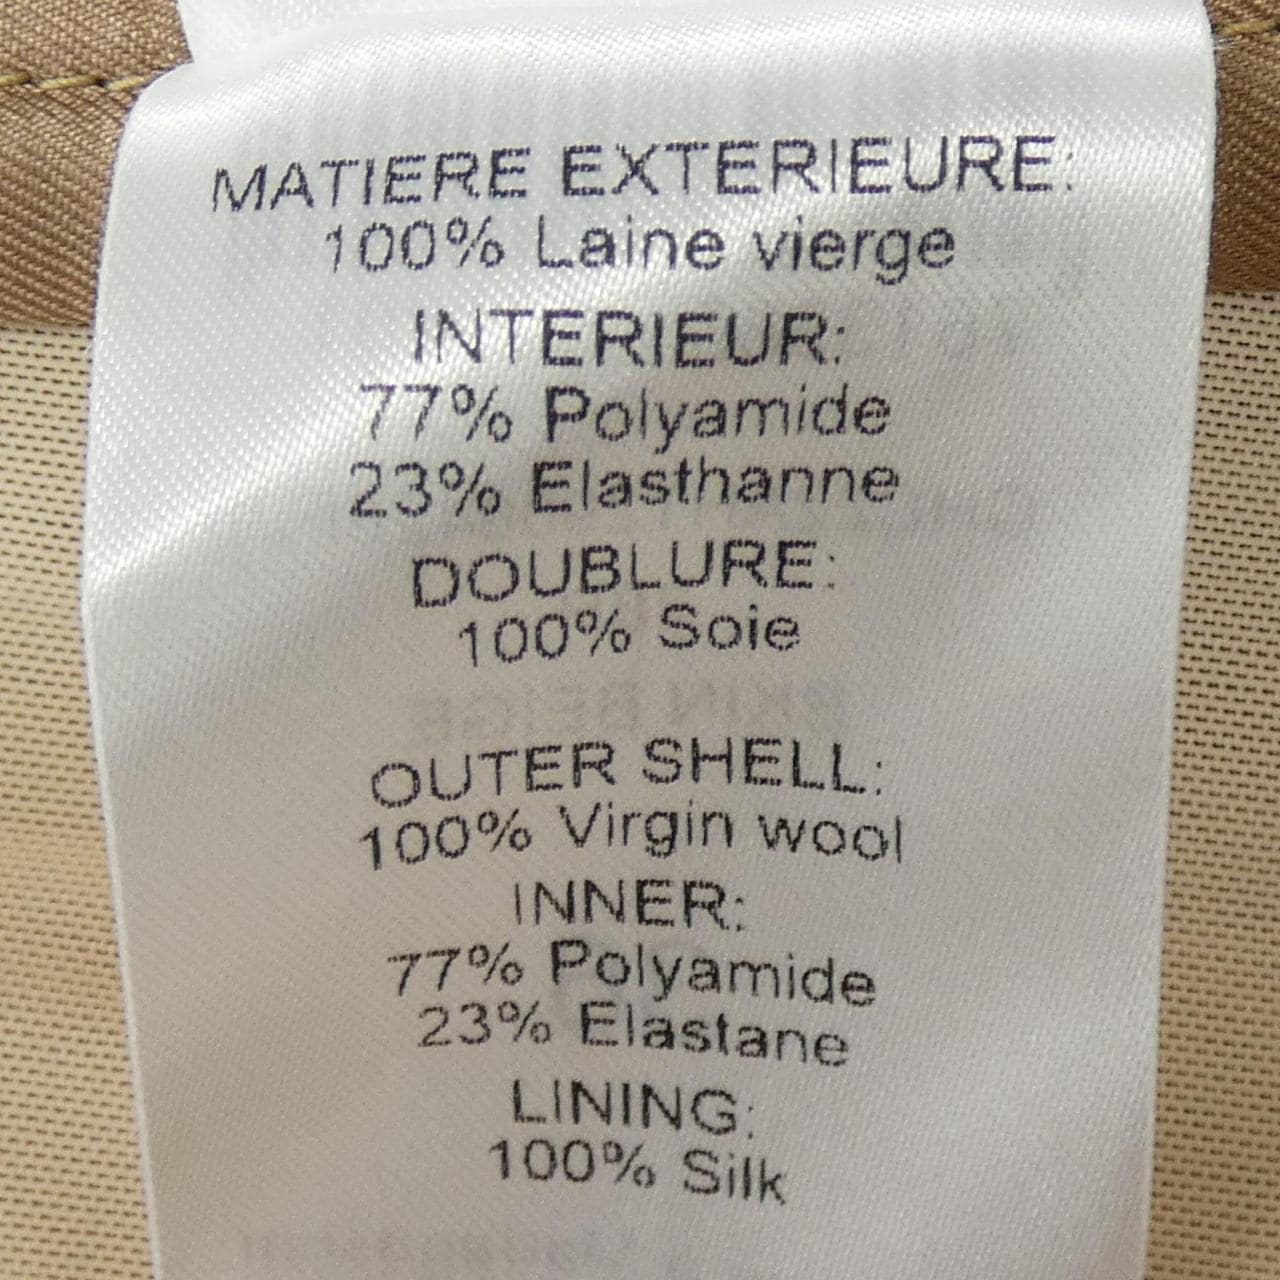 MATIERE EXTERIEURE:
100% Laine vierge
INTERIEUR:
77% Polyamide
23% Elasthanne
DOUBLURE:
100% Soie
OUTER SHELL:
100% Virgin wool
INNER:
77% Polyamide
23% Elastane
LINING:
100% Silk